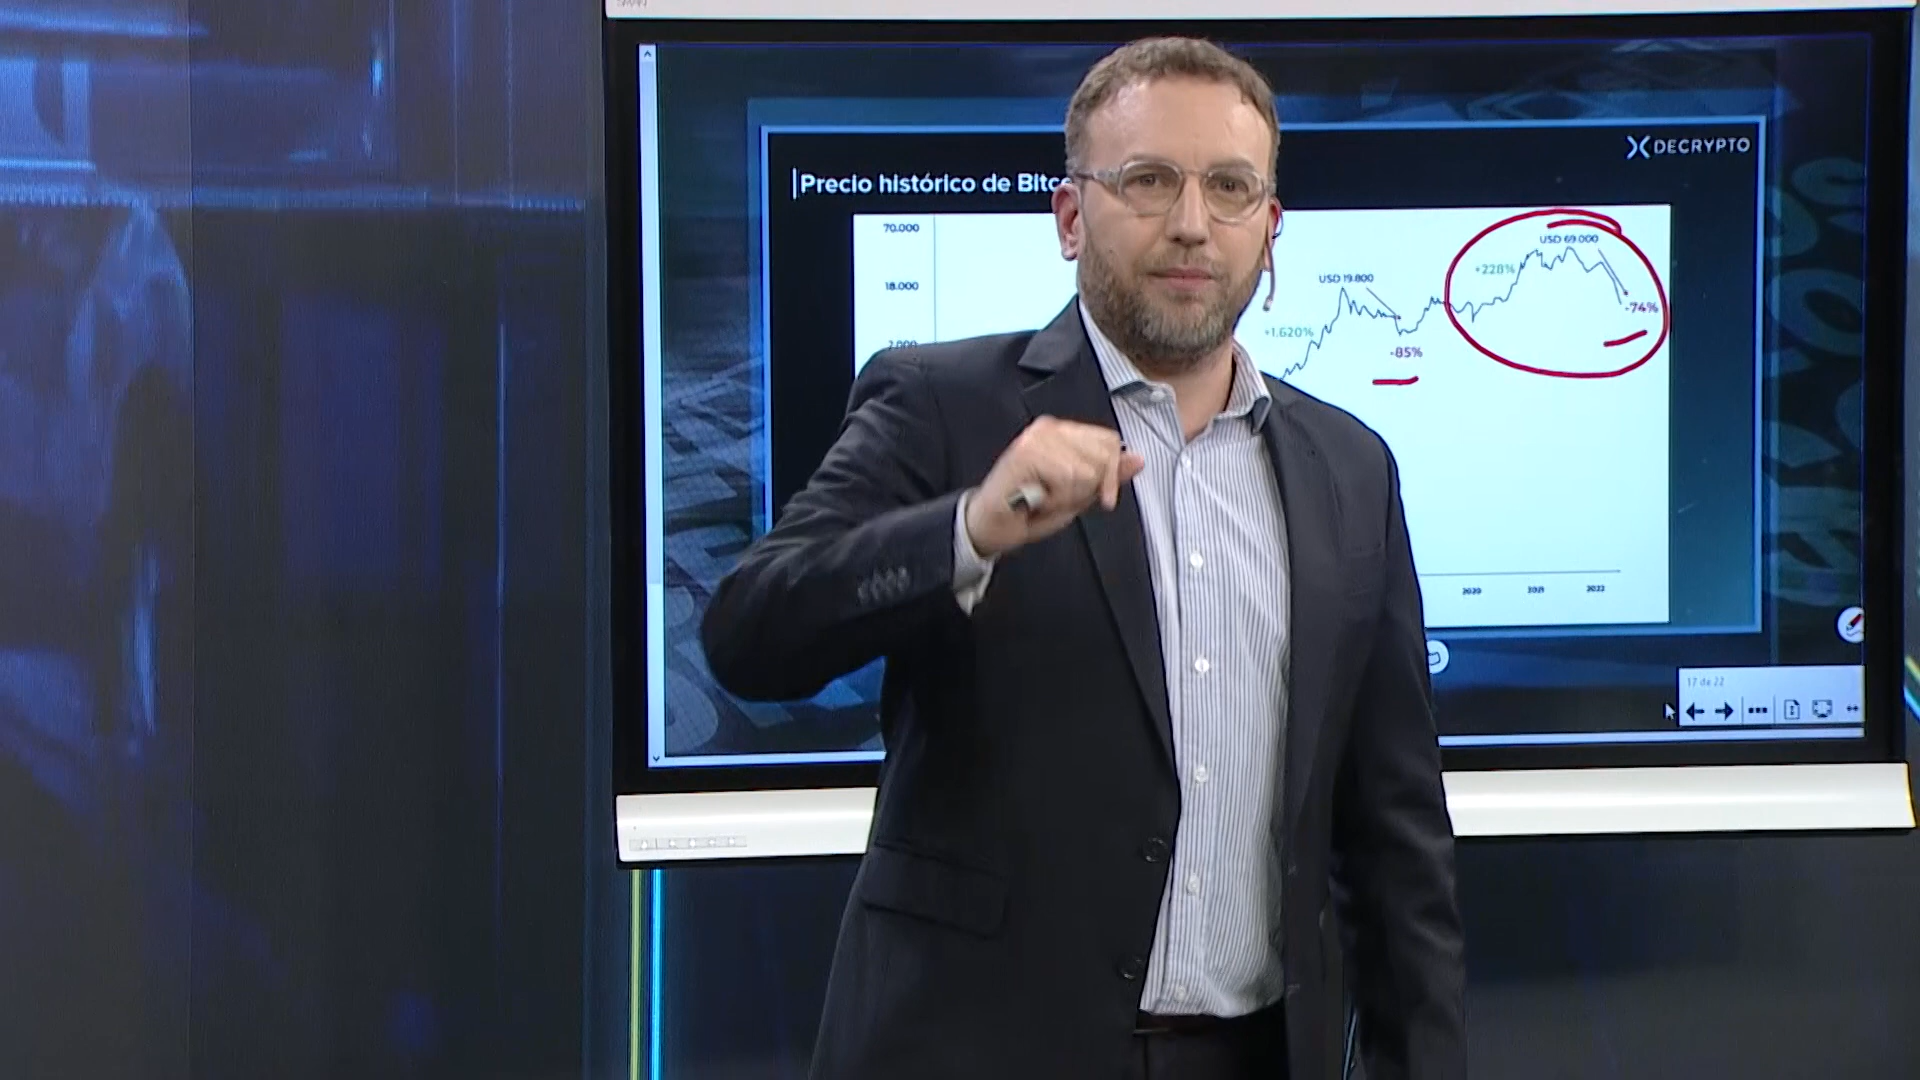 DECRYPTO
Precio histórico de Bitc
70.000
USD 69.000
+228%
18.000
USD 19.800
-74%
+1.620%
2.000
-85%
2020 2021 2022
17 de 22